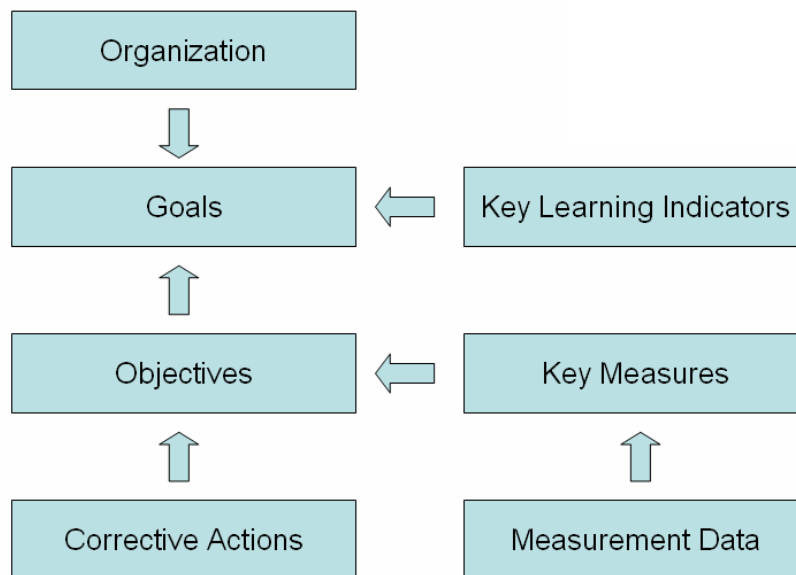 Organization
Goals
Key Learning Indicators
Objectives
Key Measures
Corrective Actions
Measurement Data